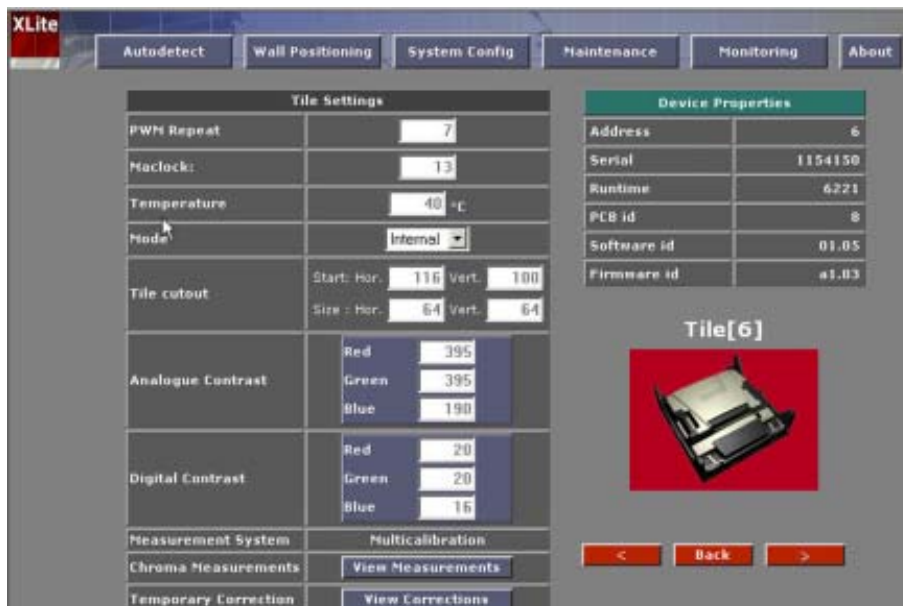 XLite
Autodetect
Wall Positioning
System Config
Maintenance
Monitoring
About
Tile Settings
PWM Repeat 7
Maclock: 13
Temperature 40 °C
Mode Internal
Tile cutout
Start: Hor. 116 Vert. 100
Size : Hor. 64 Vert. 64
Analogue Contrast
Red 395
Green 395
Blue 190
Digital Contrast
Red 20
Green 20
Blue 16
Measurement System Multicalibration
Chroma Measurements View Measurements
Temporary Correction View Corrections
Device Properties
Address 6
Serial 1154150
Runtime 6221
PCB id 8
Software id 01.05
Firmware id a1.03
Tile[6]
< Back >